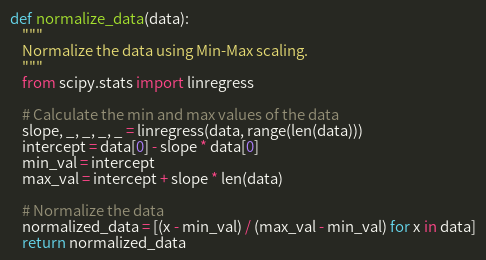 def normalize_data(data):
    """
    Normalize the data using Min-Max scaling.
    """
    from scipy.stats import linregress

    # Calculate the min and max values of the data
    slope, _, _, _, _ = linregress(data, range(len(data)))
    intercept = data[0] - slope * data[0]
    min_val = intercept
    max_val = intercept + slope * len(data)

    # Normalize the data
    normalized_data = [(x - min_val) / (max_val - min_val) for x in data]
    return normalized_data